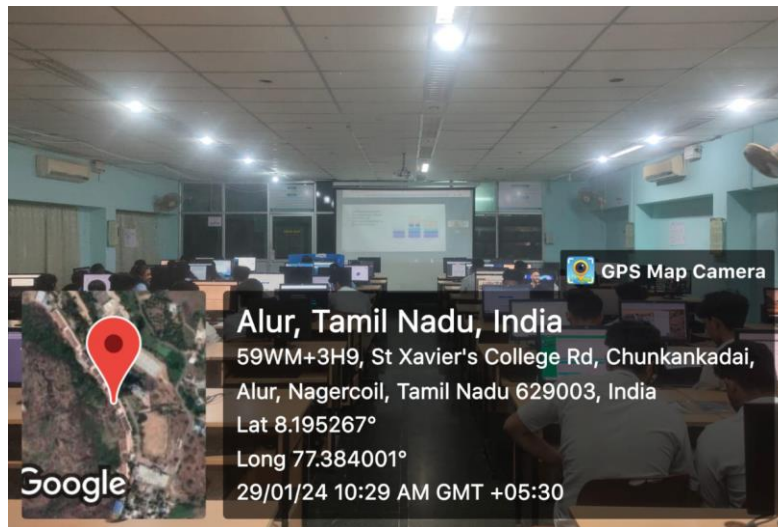 GPS Map Camera
Alur, Tamil Nadu, India
59WM+3H9, St Xavier's College Rd, Chunkankadai,
Alur, Nagercoil, Tamil Nadu 629003, India
Lat 8.195267°
Long 77.384001°
29/01/24 10:29 AM GMT +05:30
Google